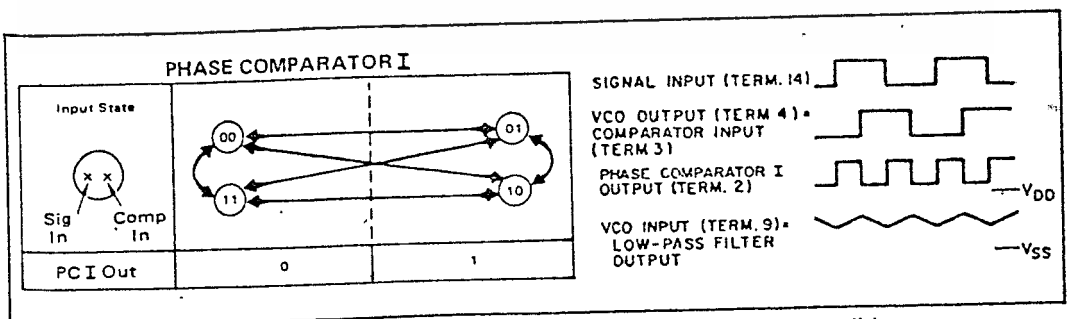 PHASE COMPARATOR I
Input State
00
01
11
10
Sig
In
Comp
In
PC I Out
0
1
SIGNAL INPUT (TERM. 14)
VCO OUTPUT (TERM 4)=
COMPARATOR INPUT
(TERM 3)
PHASE COMPARATOR I
OUTPUT (TERM. 2)
VDD
VCO INPUT (TERM. 9)=
LOW-PASS FILTER
OUTPUT
VSS